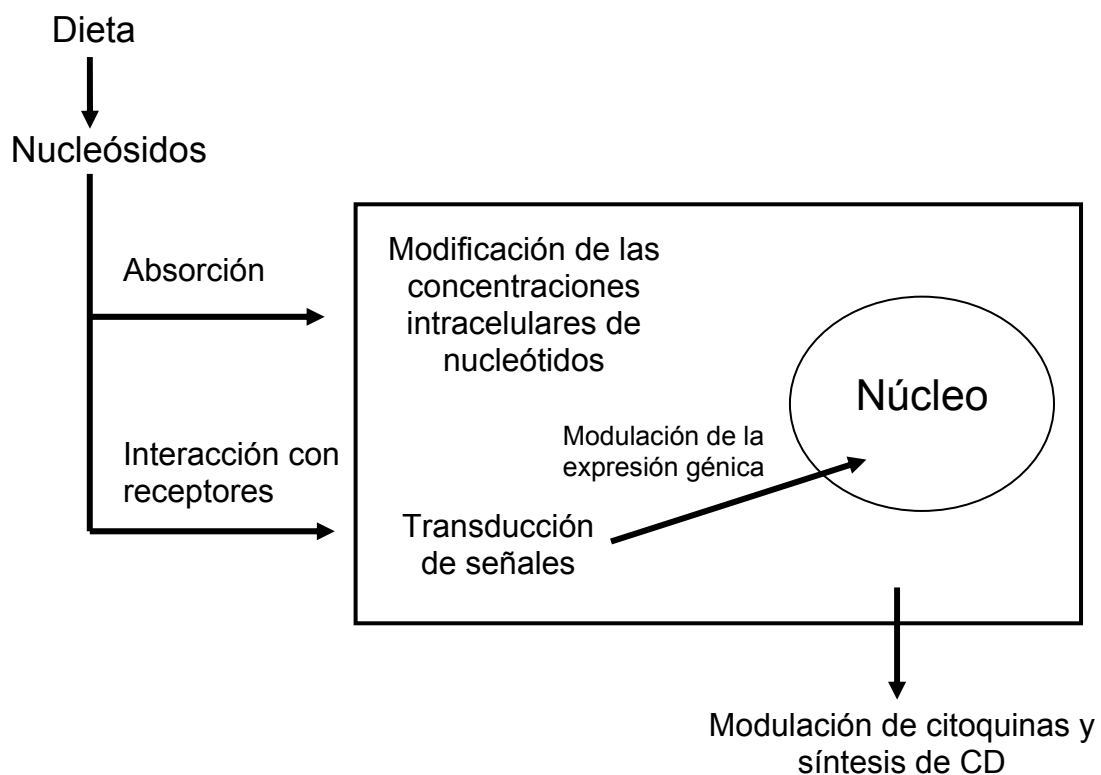 Dieta
Nucleósidos
Absorción
Modificación de las
concentraciones
intracelulares de
nucleótidos
Núcleo
Interacción con
receptores
Modulación de la
expresión génica
Transducción
de señales
Modulación de citoquinas y
síntesis de CD